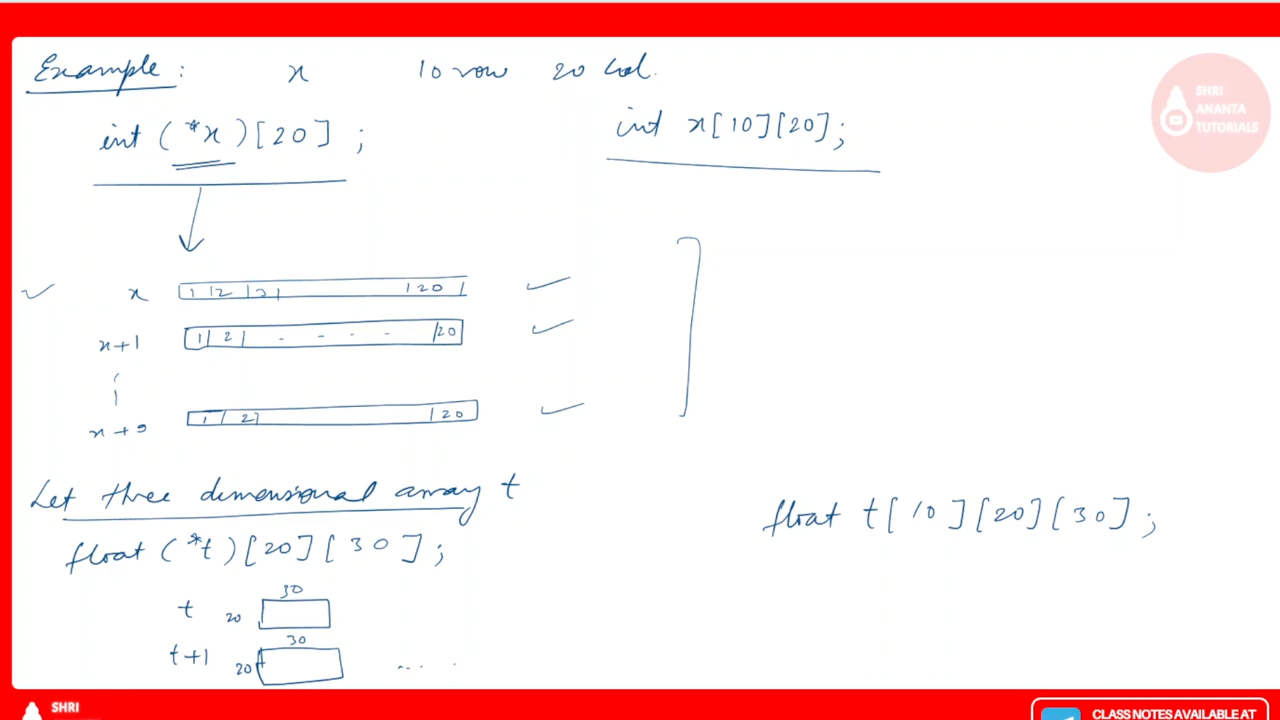 Example : x 10 row 20 col.
int (*x)[20] ;
int x[10][20];
x 1 2 3 20
x+1 1 2 - - - - 20
x+9 1 2 20
Let three dimensional array t
float (*t)[20][30];
float t[10][20][30];
30
t 20
30
t+1 20 ....
SHRI
ANANTA
TUTORIALS
SHRI
CLASS NOTES AVAILABLE AT